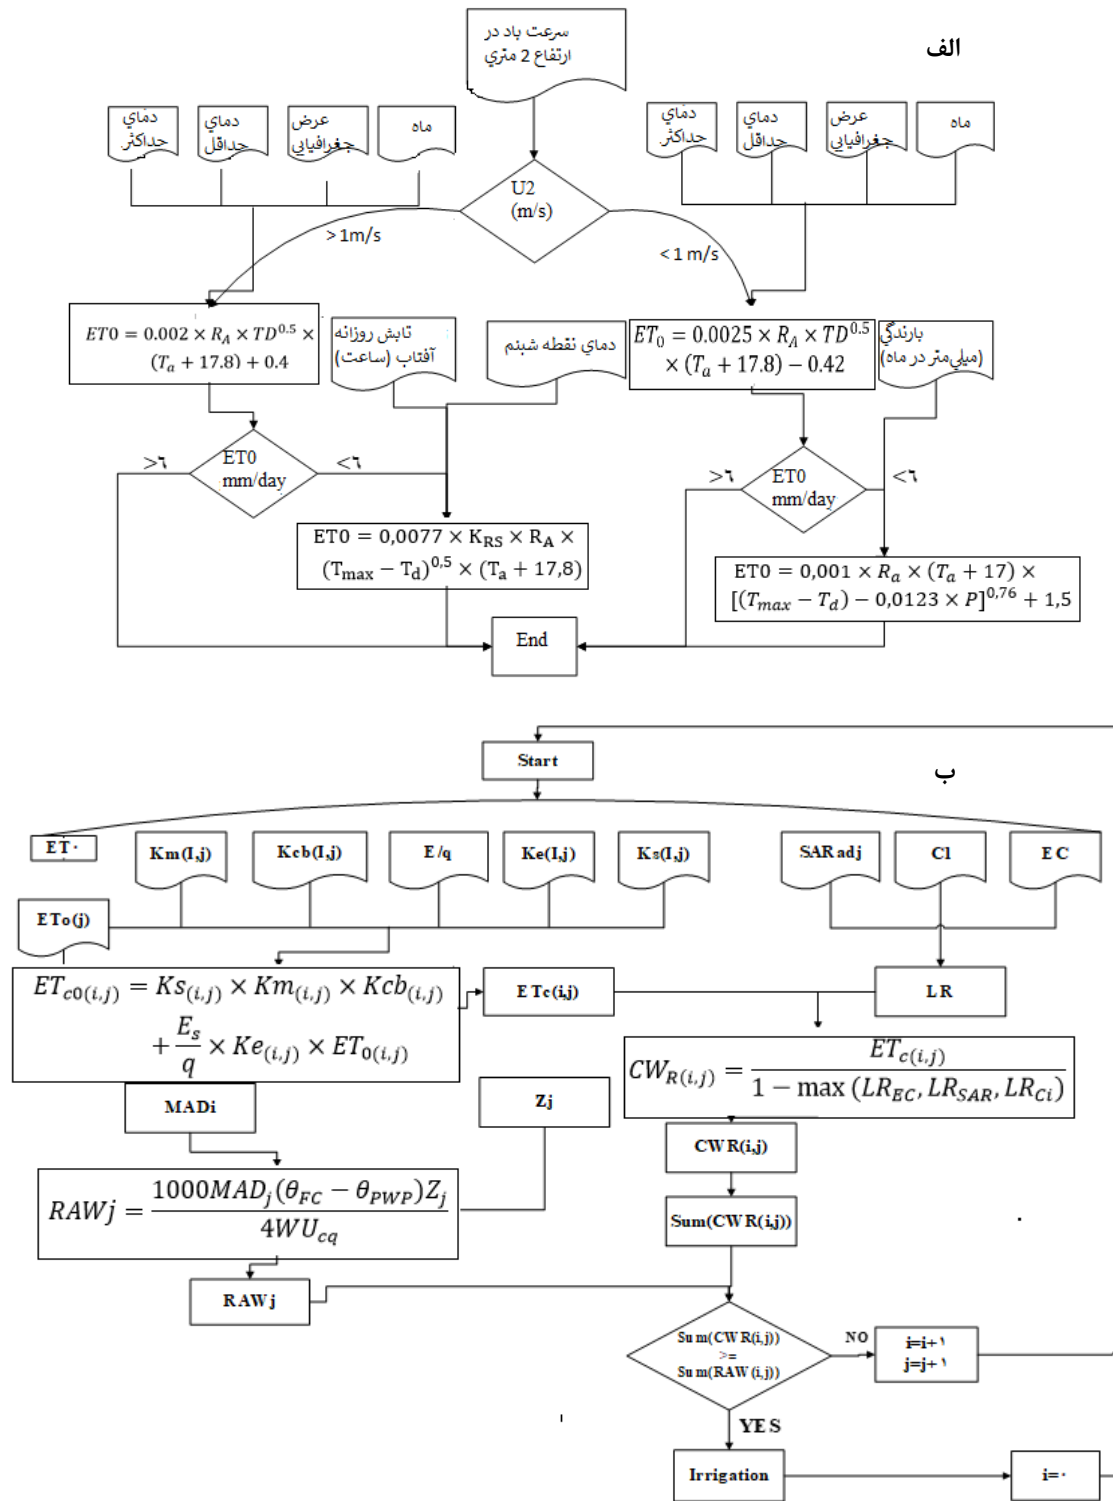 الف
سرعت باد در
ارتفاع 2 متري
دماي
حداكثر
دماي
حداقل
عرض
جغرافيايي
ماه
دماي
حداكثر
دماي
حداقل
عرض
جغرافيايي
ماه
U2
(m/s)
> 1m/s
< 1 m/s
ET0 = 0.002 × R_A × TD^0.5 ×
(T_a + 17.8) + 0.4
تابش روزانه
آفتاب (ساعت)
دماي نقطه شبنم
ET_0 = 0.0025 × R_A × TD^0.5
× (T_a + 17.8) − 0.42
بارندگي
(ميلي‌متر در ماه)
>٦
ET0
mm/day
<٦
>٦
ET0
mm/day
<٦
ET0 = 0,0077 × K_RS × R_A ×
(T_max − T_d)^0,5 × (T_a + 17,8)
ET0 = 0,001 × R_a × (T_a + 17) ×
[(T_max − T_d) − 0,0123 × P]^0,76 + 1,5
End
Start
ب
ET٠
Km(I,j)
Kcb(I,j)
E/q
Ke(I,j)
Ks(I,j)
SARadj
Cl
EC
ETo(j)
ET_c0(i,j) = Ks_(i,j) × Km_(i,j) × Kcb_(i,j)
+ E_s/q × Ke_(i,j) × ET_0(i,j)
ETc(i,j)
LR
CW_R(i,j) = ET_c(i,j) / 1 − max (LR_EC, LR_SAR, LR_Ci)
MADi
Zj
CWR(i,j)
RAWj = 1000MAD_j(θ_FC − θ_PWP)Z_j / 4WU_cq
Sum(CWR(i,j))
RAWj
Sum(CWR(i,j))
>=
Sum(RAW(i,j))
NO
i=i+١
j=j+١
YES
Irrigation
i=٠